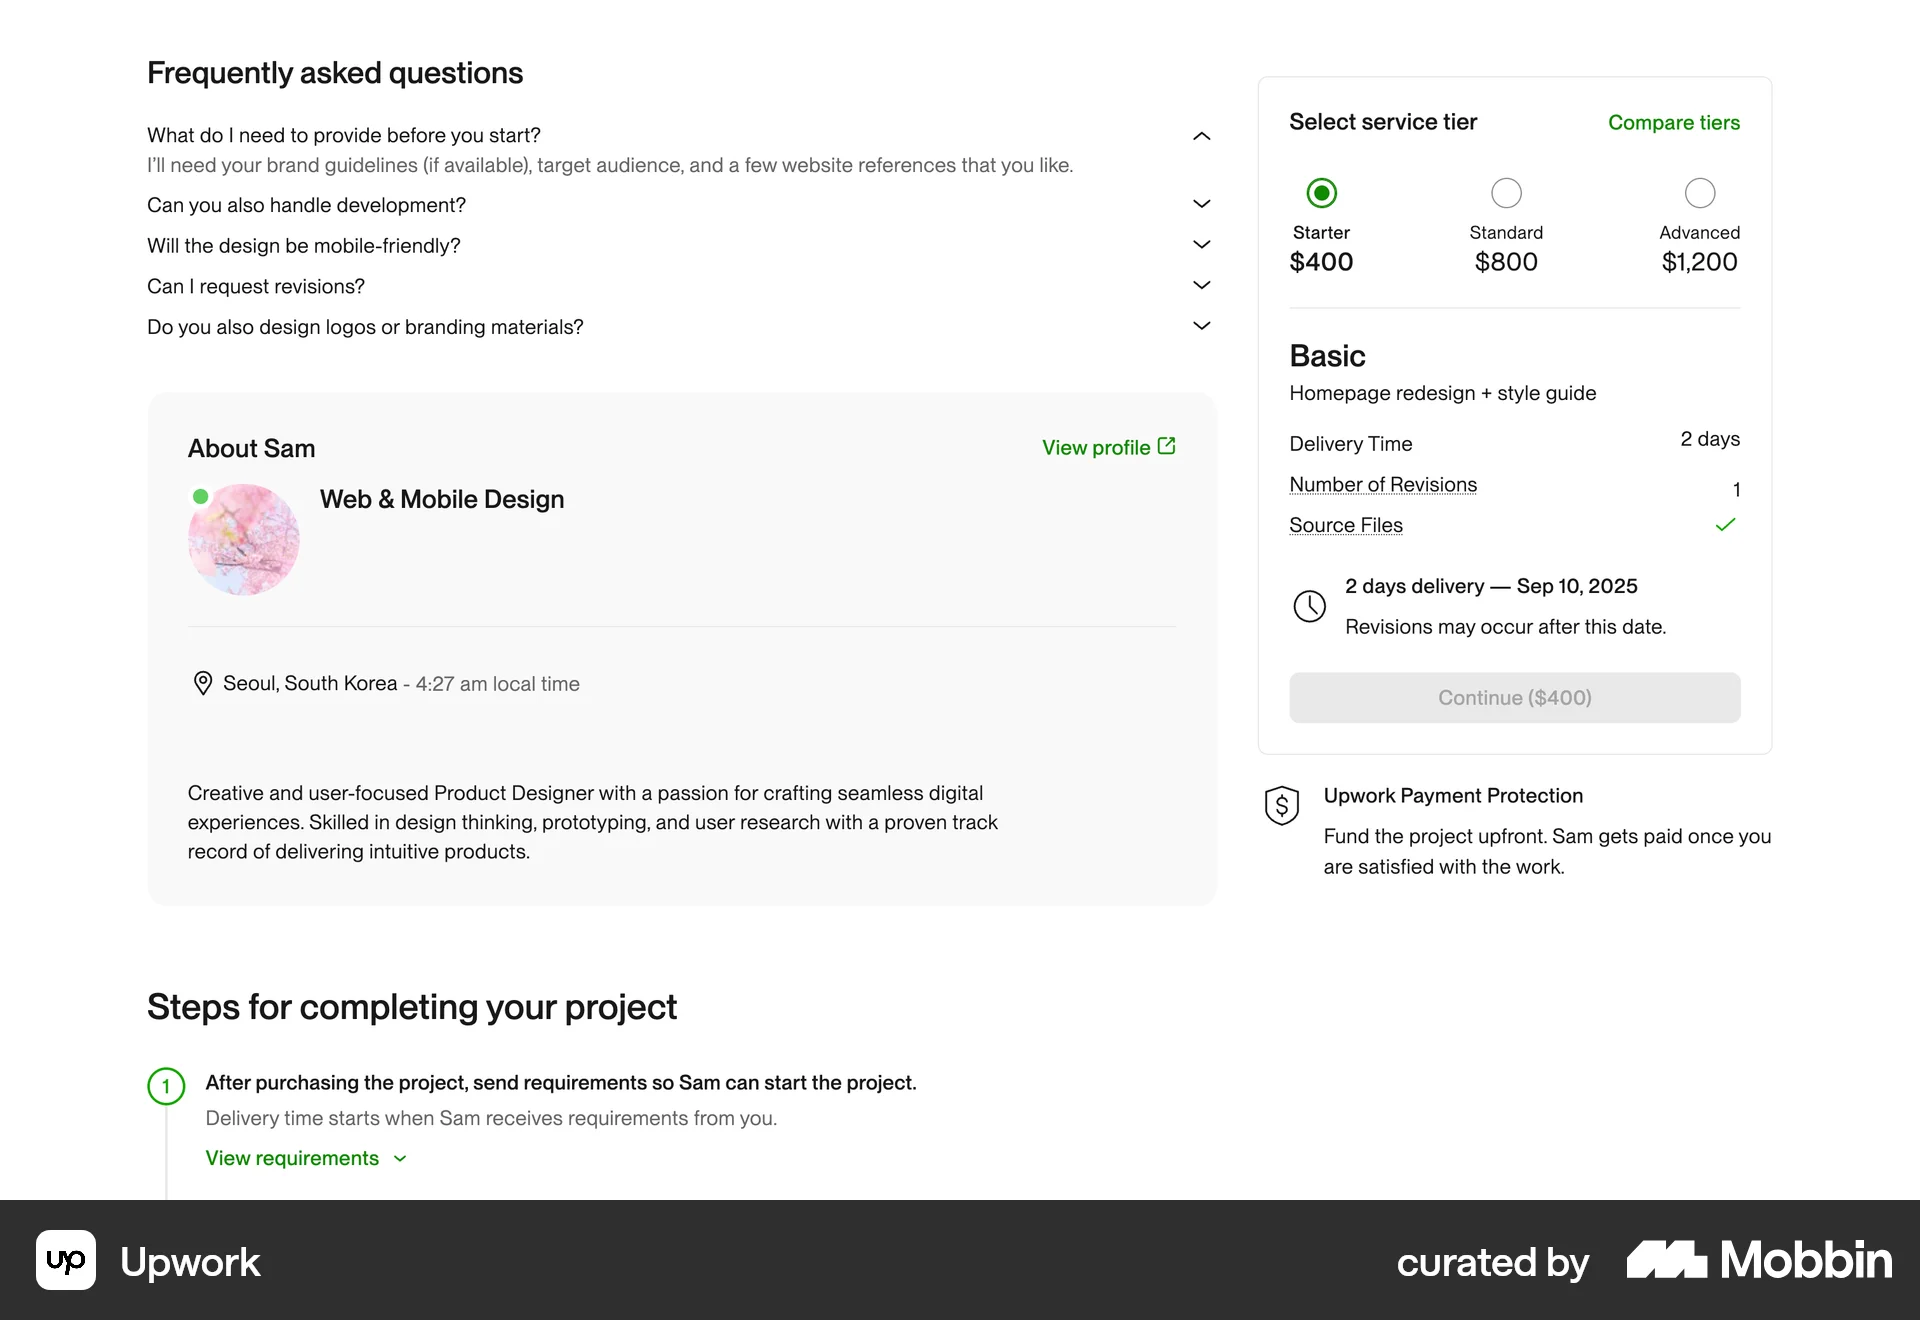 Frequently asked questions
What do I need to provide before you start?
I'll need your brand guidelines (if available), target audience, and a few website references that you like.
Can you also handle development?
Will the design be mobile-friendly?
Can I request revisions?
Do you also design logos or branding materials?
About Sam
View profile
Web & Mobile Design
Seoul, South Korea - 4:27 am local time
Creative and user-focused Product Designer with a passion for crafting seamless digital
experiences. Skilled in design thinking, prototyping, and user research with a proven track
record of delivering intuitive products.
Select service tier
Compare tiers
Starter
$400
Standard
$800
Advanced
$1,200
Basic
Homepage redesign + style guide
Delivery Time
2 days
Number of Revisions
1
Source Files
2 days delivery — Sep 10, 2025
Revisions may occur after this date.
Continue ($400)
Upwork Payment Protection
Fund the project upfront. Sam gets paid once you
are satisfied with the work.
Steps for completing your project
1
After purchasing the project, send requirements so Sam can start the project.
Delivery time starts when Sam receives requirements from you.
View requirements
up
Upwork
curated by
Mobbin